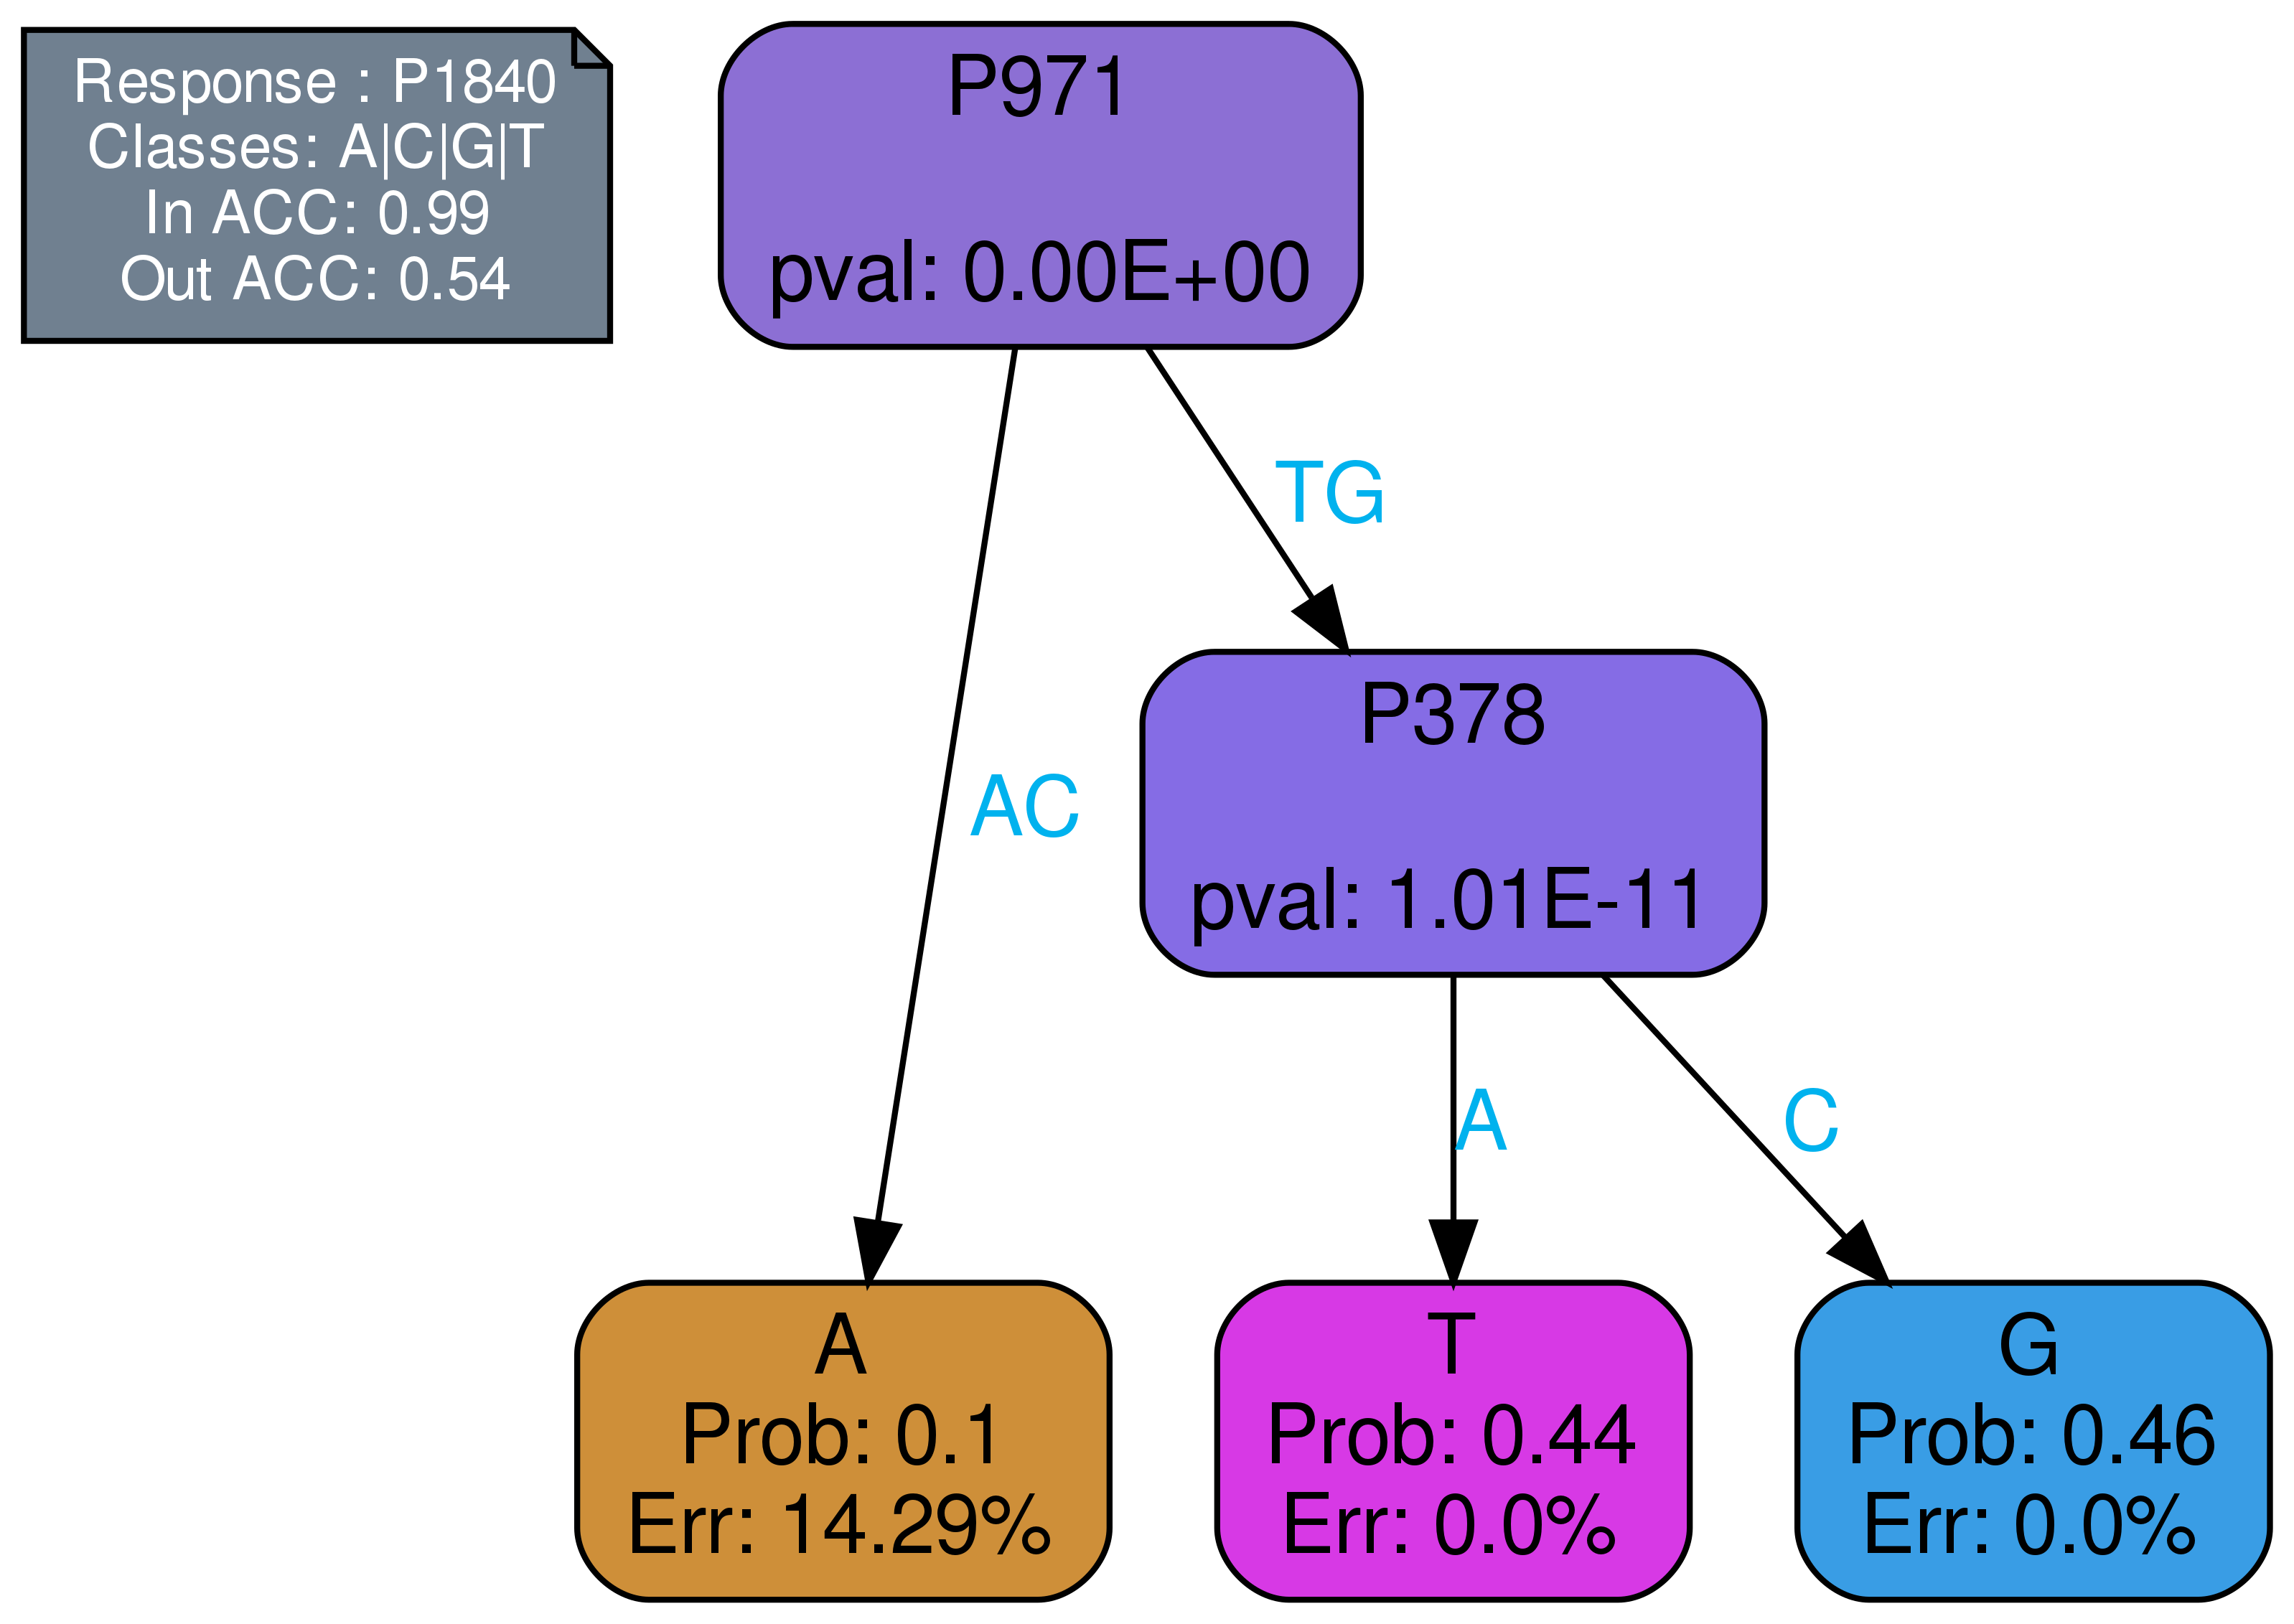 Response : P1840
Classes: A|C|G|T
In ACC: 0.99
Out ACC: 0.54
P971
pval: 0.00E+00
TG
P378
pval: 1.01E-11
AC
A
C
A
Prob: 0.1
Err: 14.29%
T
Prob: 0.44
Err: 0.0%
G
Prob: 0.46
Err: 0.0%